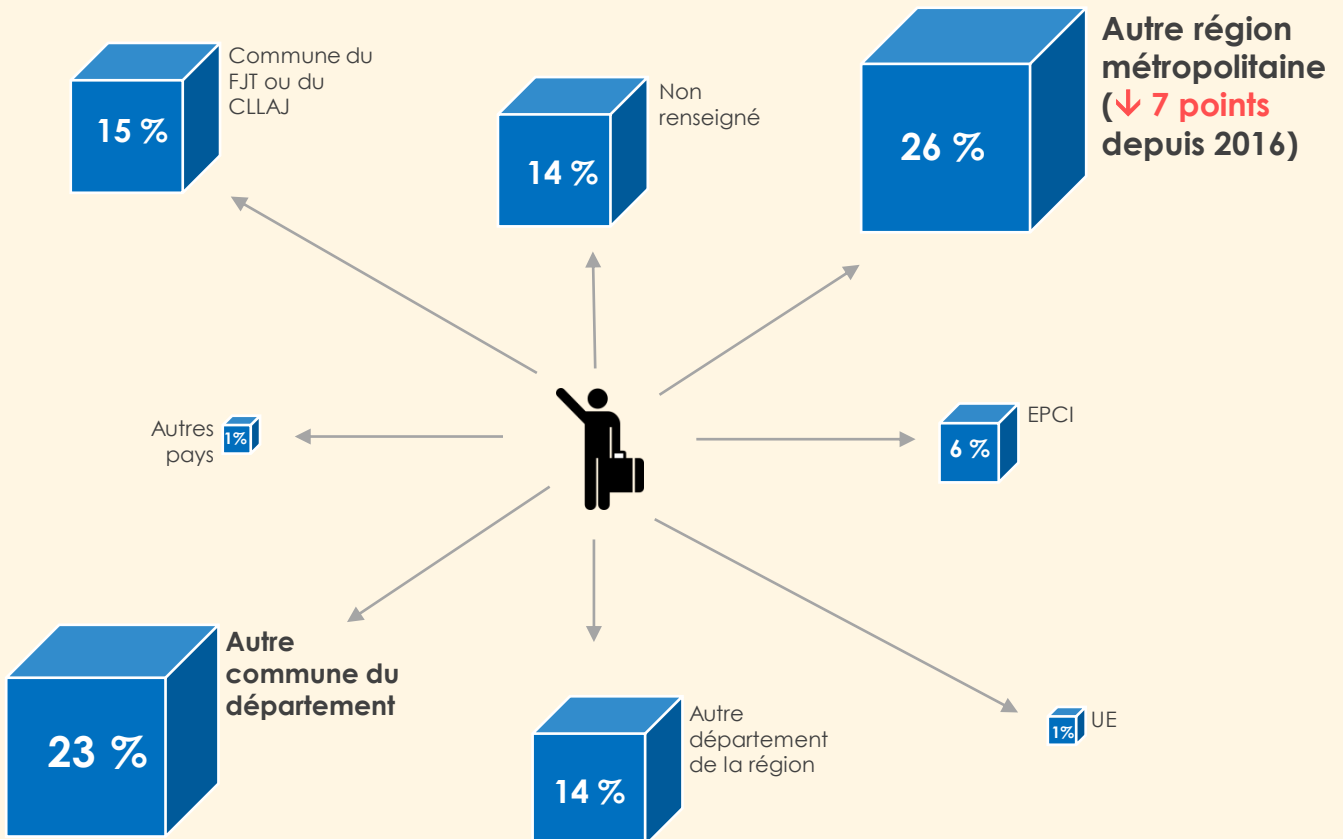 Commune du
FJT ou du
CLLAJ
15 %
Non
renseigné
14 %
Autre région
métropolitaine
(↓ 7 points
depuis 2016)
26 %
Autres
pays
1%
EPCI
6 %
Autre
commune du
département
23 %
Autre
département
de la région
14 %
UE
1%